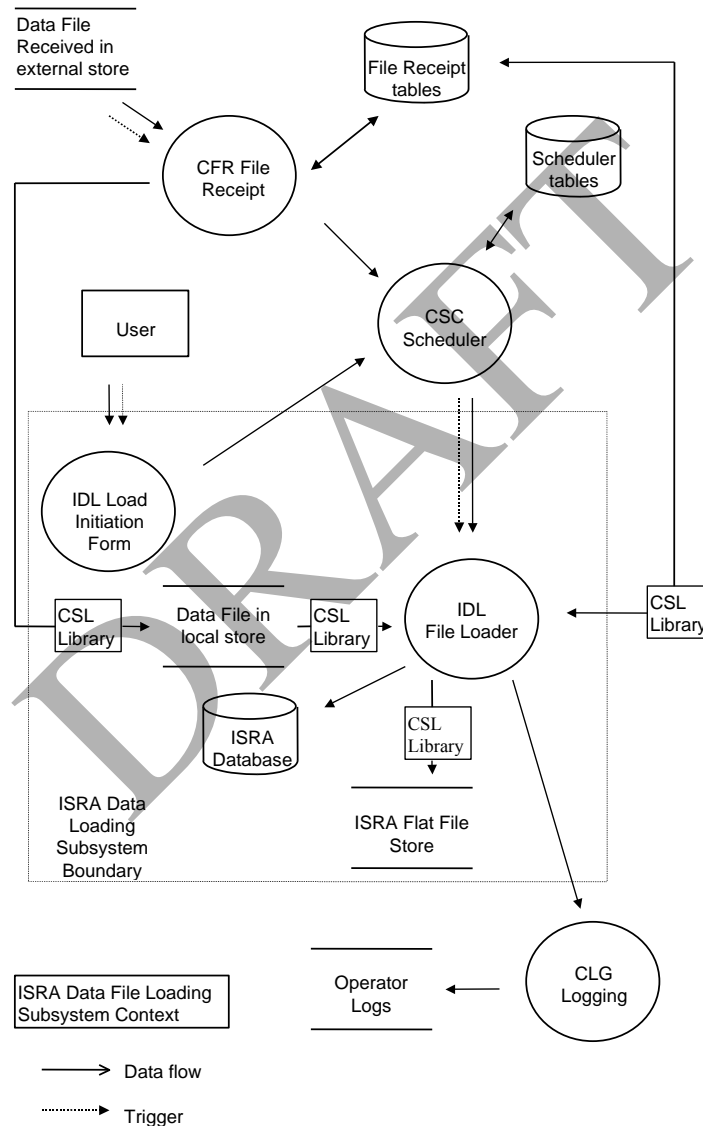 Data File
Received in
external store
File Receipt
tables
CFR File
Receipt
Scheduler
tables
CSC
Scheduler
User
IDL Load
Initiation
Form
CSL
Library
Data File in
local store
CSL
Library
IDL
File Loader
CSL
Library
ISRA
Database
CSL
Library
ISRA Data
Loading
Subsystem
Boundary
ISRA Flat File
Store
Operator
Logs
CLG
Logging
ISRA Data File Loading
Subsystem Context
Data flow
Trigger
DRAFT